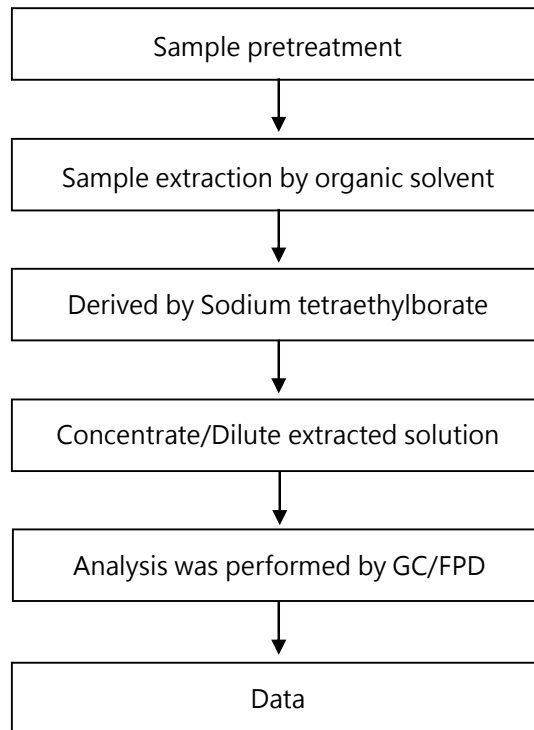 Sample pretreatment
Sample extraction by organic solvent
Derived by Sodium tetraethylborate
Concentrate/Dilute extracted solution
Analysis was performed by GC/FPD
Data